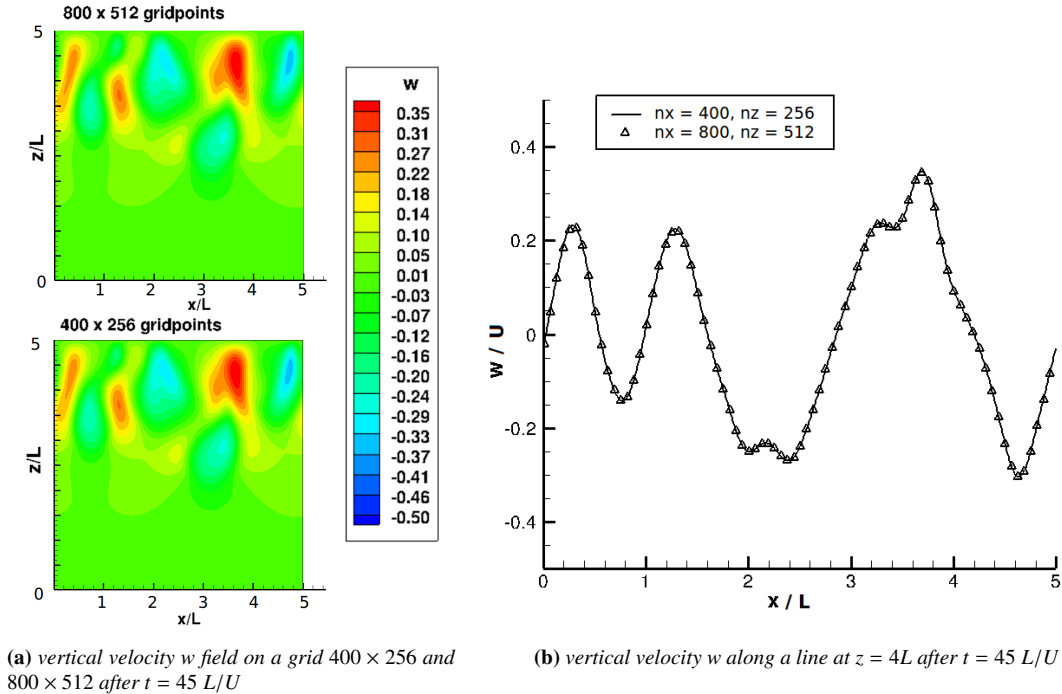 800 x 512 gridpoints
5
z/L
0
1 2 3 4 5
x/L
400 x 256 gridpoints
5
z/L
0
1 2 3 4 5
x/L
w
0.35
0.31
0.27
0.22
0.18
0.14
0.10
0.05
0.01
-0.03
-0.07
-0.12
-0.16
-0.20
-0.24
-0.29
-0.33
-0.37
-0.41
-0.46
-0.50
nx = 400, nz = 256
nx = 800, nz = 512
0.4
0.2
0
-0.2
-0.4
w / U
0 1 2 3 4 5
x / L
(a) vertical velocity w field on a grid 400 × 256 and
800 × 512 after t = 45 L/U
(b) vertical velocity w along a line at z = 4L after t = 45 L/U